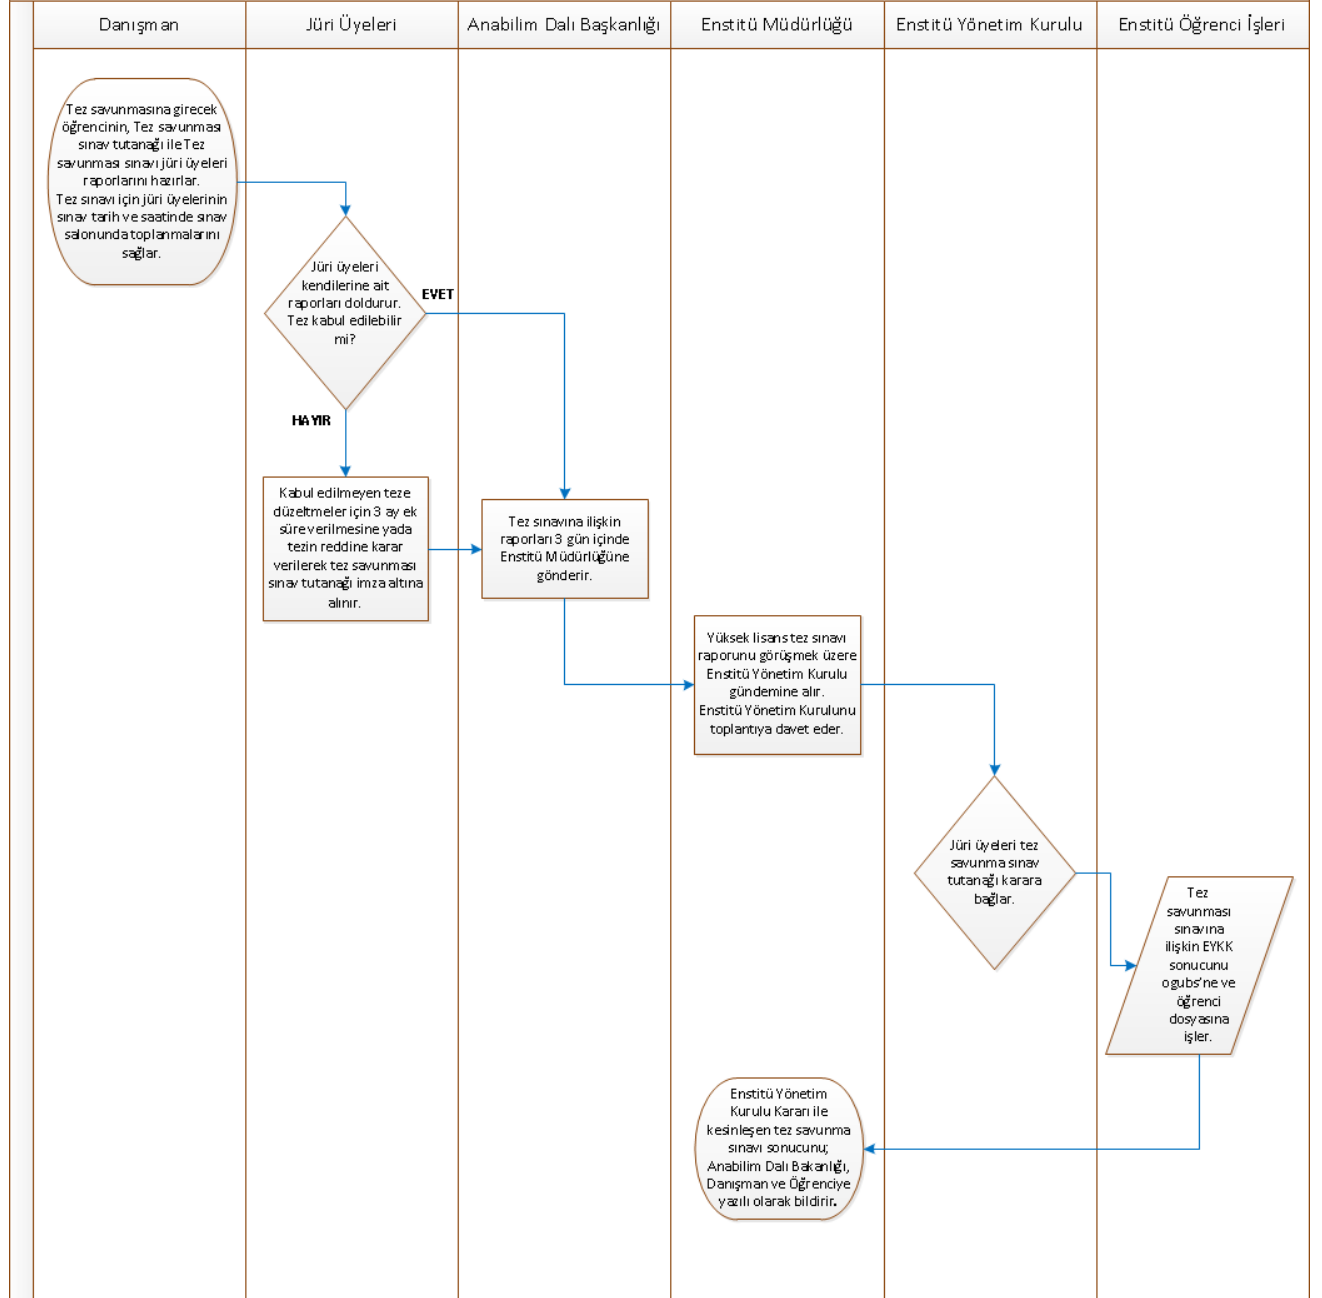 Danışman
Jüri Üyeleri
Anabilim Dalı Başkanlığı
Enstitü Müdürlüğü
Enstitü Yönetim Kurulu
Enstitü Öğrenci İşleri
Tez savunmasına girecek
öğrencinin, Tez savunması
sınav tutanağı ile Tez
savunması sınavı jüri üyeleri
raporlarını hazırlar.
Tez sınavı için jüri üyelerinin
sınav tarih ve saatinde sınav
salonunda toplanmalarını
sağlar.
Jüri üyeleri
kendilerine ait
raporları doldurur.
Tez kabul edilebilir
mi?
EVET
HAYIR
Kabul edilmeyen teze
düzeltmeler için 3 ay ek
süre verilmesine yada
tezin reddine karar
verilerek tez savunması
sınav tutanağı imza altına
alınır.
Tez sınavına ilişkin
raporları 3 gün içinde
Enstitü Müdürlüğüne
gönderir.
Yüksek lisans tez sınavı
raporunu görüşmek üzere
Enstitü Yönetim Kurulu
gündemine alır.
Enstitü Yönetim Kurulunu
toplantıya davet eder.
Jüri üyeleri tez
savunma sınav
tutanağı karara
bağlar.
Tez
savunması
sınavına
ilişkin EYKK
sonucunu
ogubs'ne ve
öğrenci
dosyasına
işler.
Enstitü Yönetim
Kurulu Kararı ile
kesinleşen tez savunma
sınavı sonucunu;
Anabilim Dalı Bakanlığı,
Danışman ve Öğrenciye
yazılı olarak bildirir.